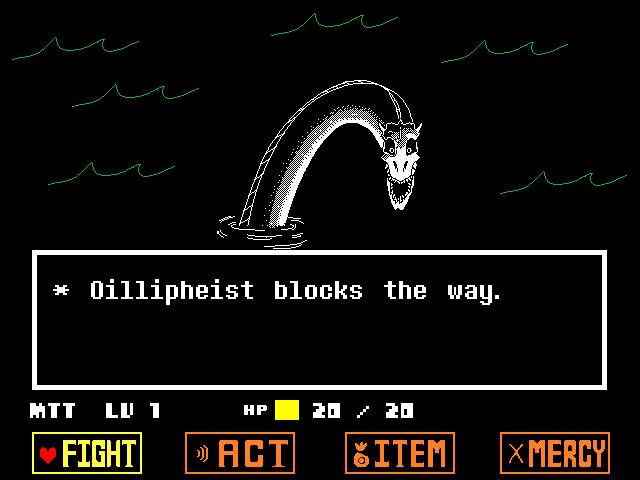 * Oillipheist blocks the way.
MTT LV 1 HP 20 / 20
FIGHT ACT ITEM MERCY